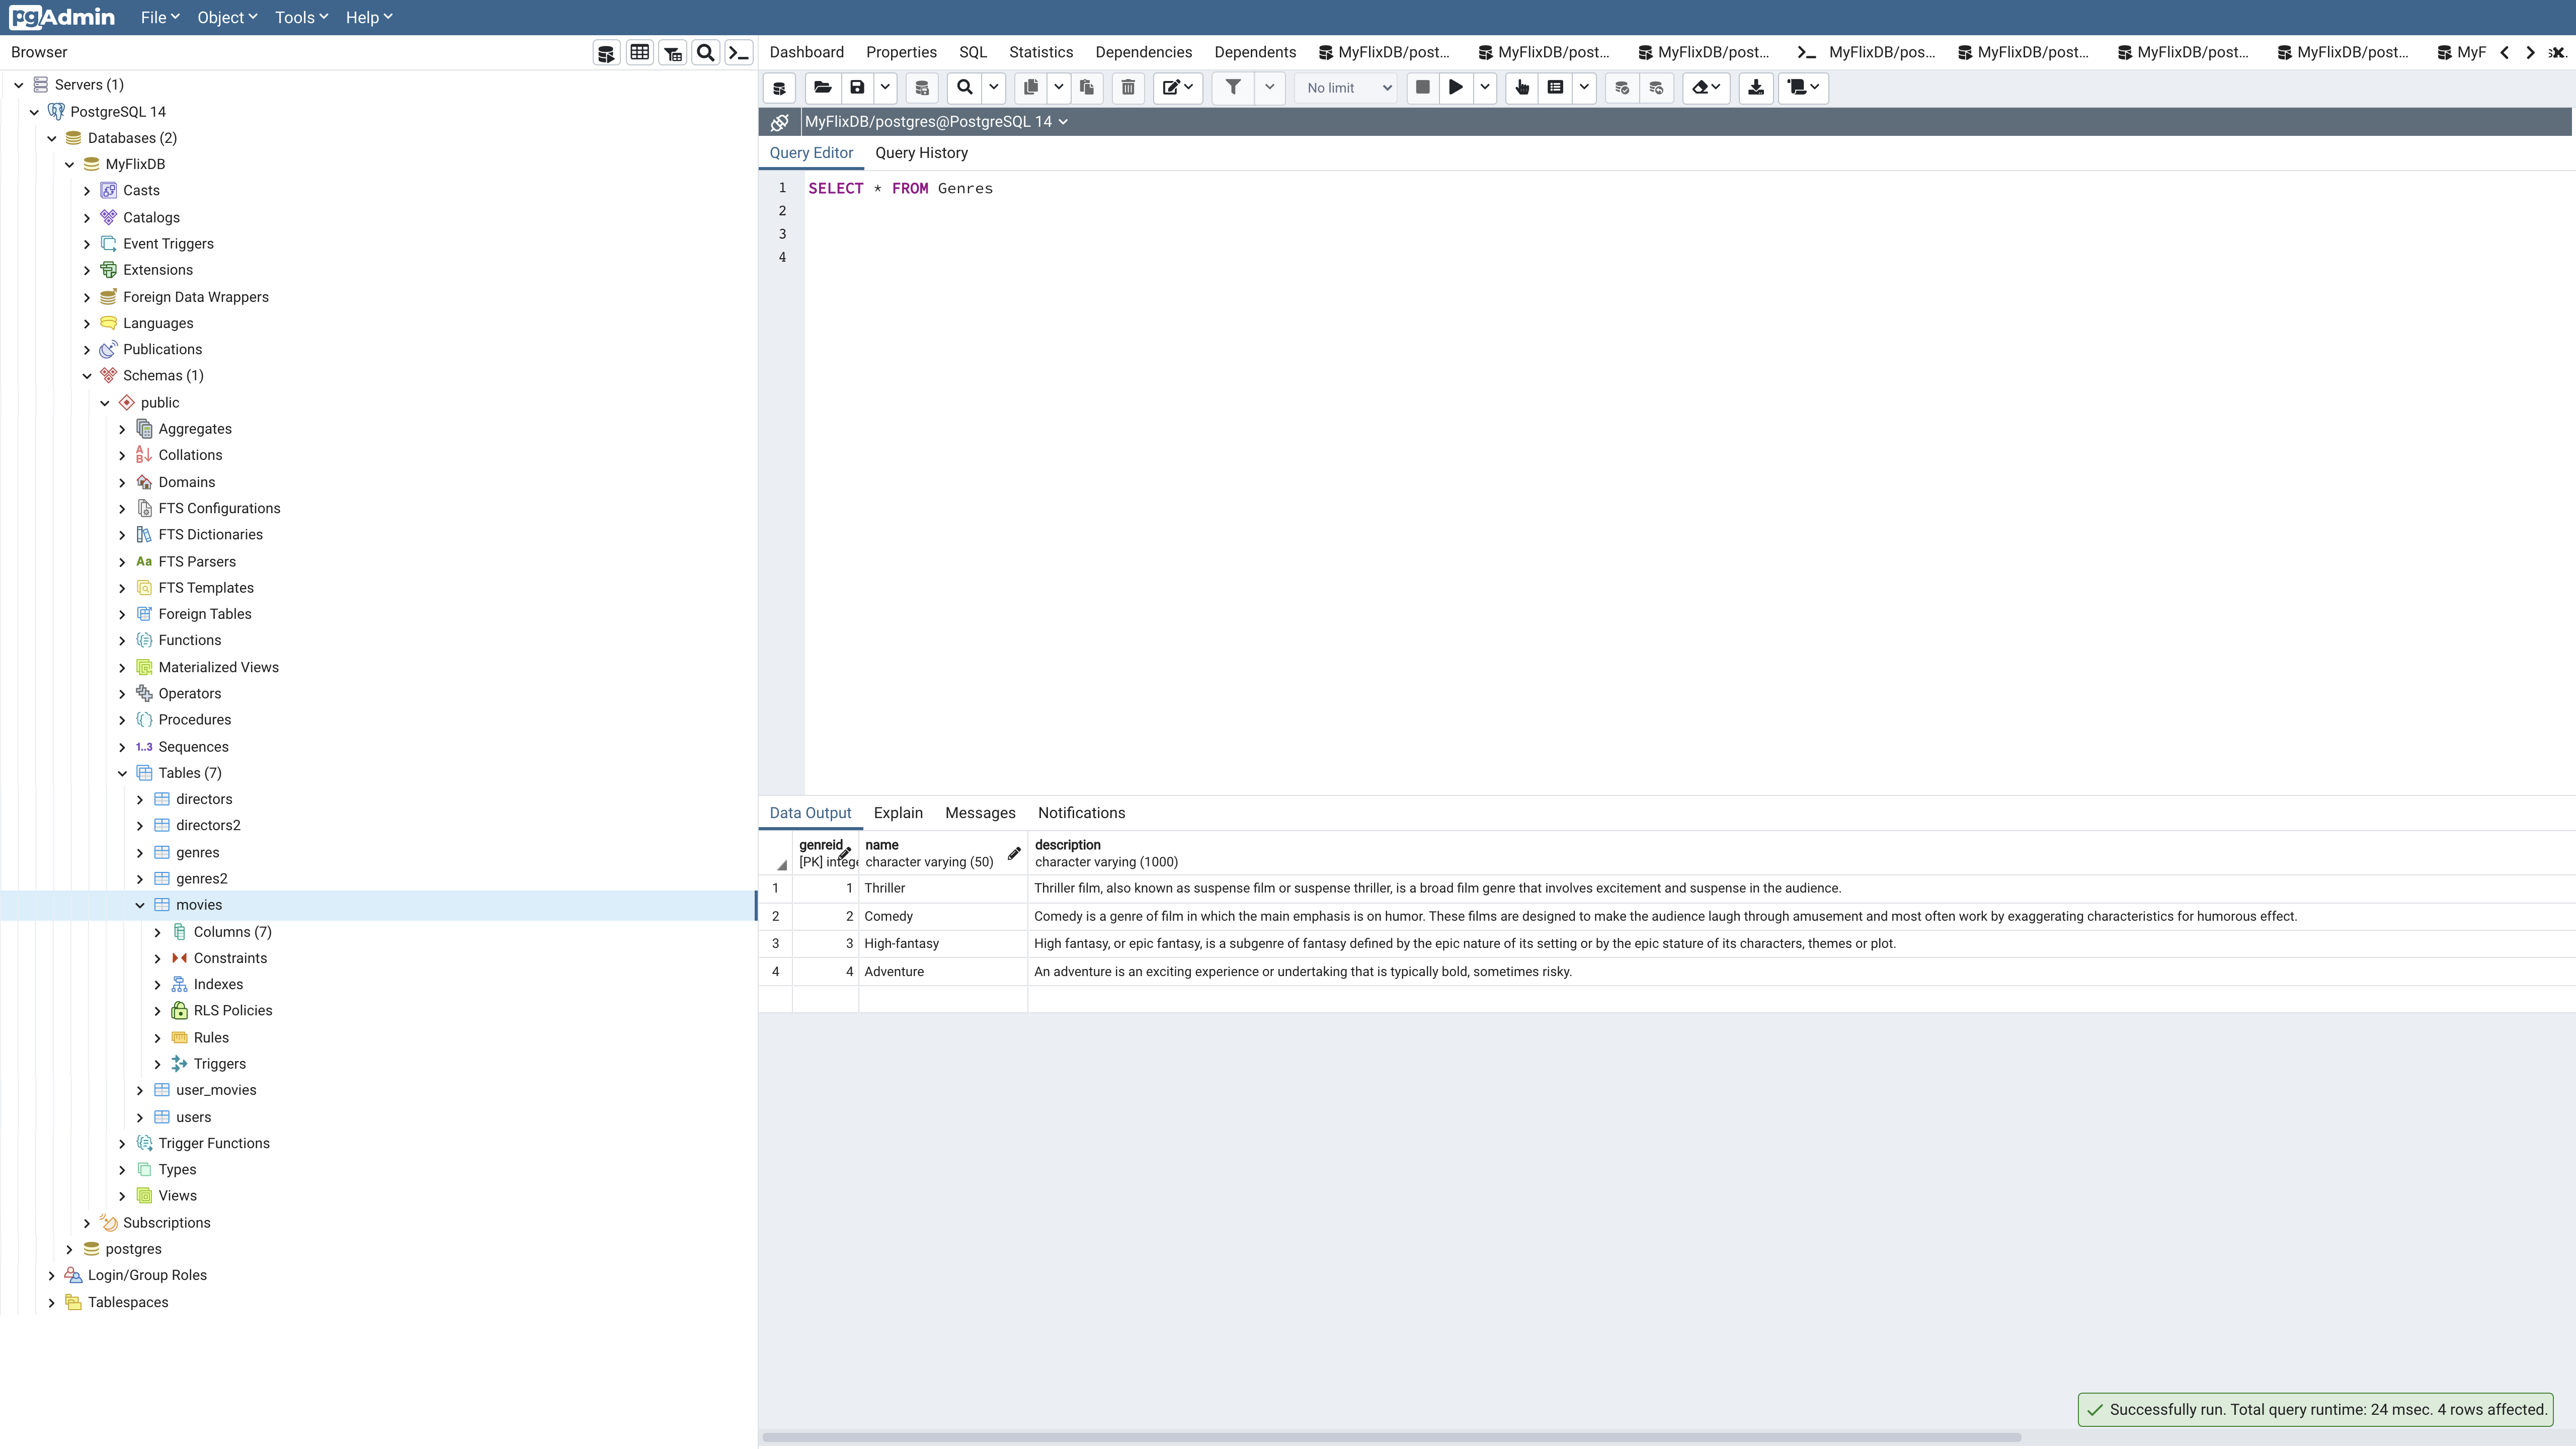 pgAdmin File Object Tools Help
Browser
Dashboard Properties SQL Statistics Dependencies Dependents MyFlixDB/post... MyFlixDB/post... MyFlixDB/post... MyFlixDB/pos... MyFlixDB/post... MyFlixDB/post... MyFlixDB/post... MyF
Servers (1)
PostgreSQL 14
Databases (2)
MyFlixDB
Casts
Catalogs
Event Triggers
Extensions
Foreign Data Wrappers
Languages
Publications
Schemas (1)
public
Aggregates
Collations
Domains
FTS Configurations
FTS Dictionaries
Aa FTS Parsers
FTS Templates
Foreign Tables
Functions
Materialized Views
Operators
Procedures
1..3 Sequences
Tables (7)
directors
directors2
genres
genres2
movies
Columns (7)
Constraints
Indexes
RLS Policies
Rules
Triggers
user_movies
users
Trigger Functions
Types
Views
Subscriptions
postgres
Login/Group Roles
Tablespaces
No limit
MyFlixDB/postgres@PostgreSQL 14
Query Editor Query History
1 SELECT * FROM Genres
2
3
4
Data Output Explain Messages Notifications
genreid name description
[PK] intege character varying (50) character varying (1000)
1 1 Thriller Thriller film, also known as suspense film or suspense thriller, is a broad film genre that involves excitement and suspense in the audience.
2 2 Comedy Comedy is a genre of film in which the main emphasis is on humor. These films are designed to make the audience laugh through amusement and most often work by exaggerating characteristics for humorous effect.
3 3 High-fantasy High fantasy, or epic fantasy, is a subgenre of fantasy defined by the epic nature of its setting or by the epic stature of its characters, themes or plot.
4 4 Adventure An adventure is an exciting experience or undertaking that is typically bold, sometimes risky.
Successfully run. Total query runtime: 24 msec. 4 rows affected.